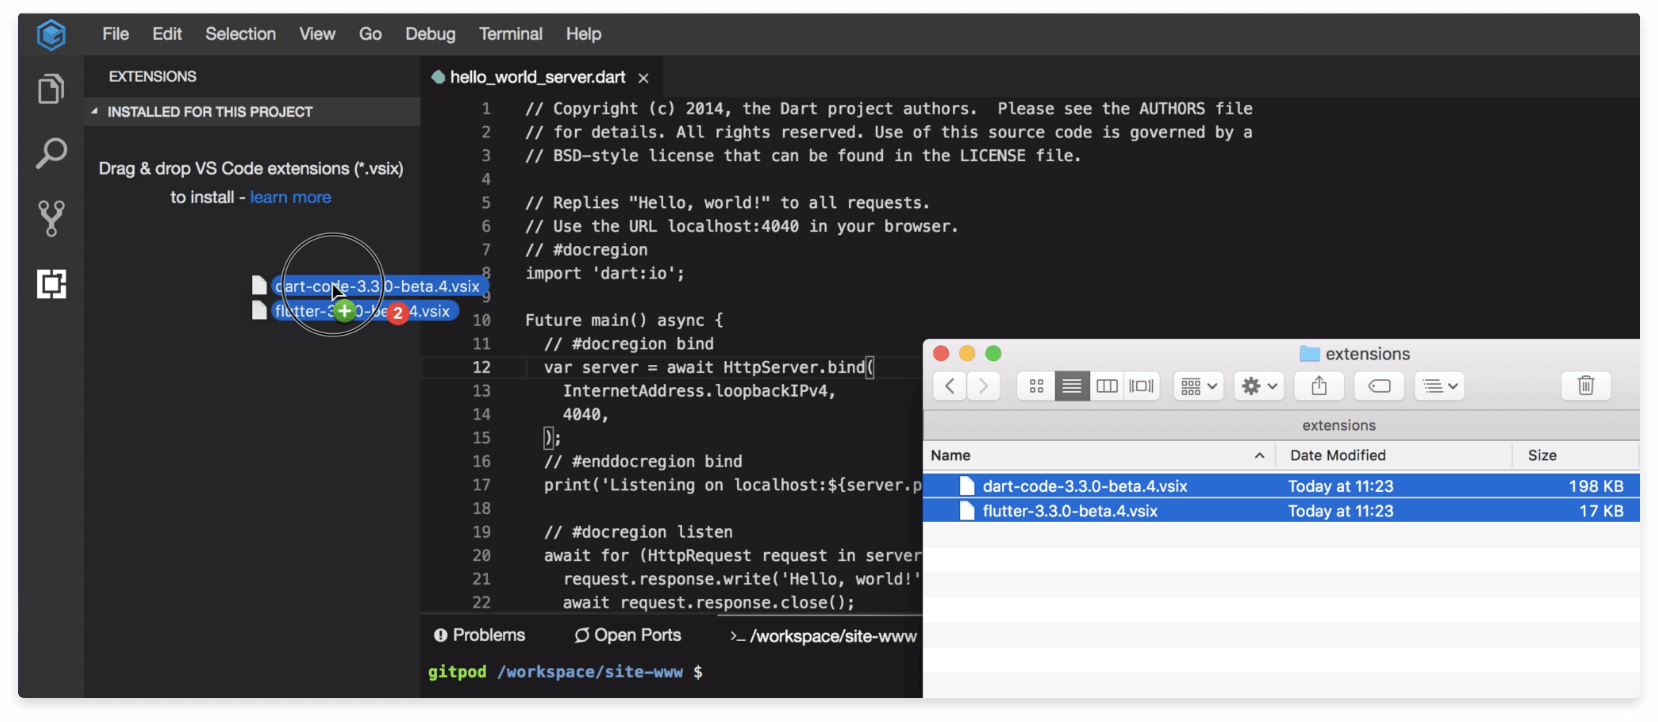 File Edit Selection View Go Debug Terminal Help
EXTENSIONS
INSTALLED FOR THIS PROJECT
Drag & drop VS Code extensions (*.vsix)
to install - learn more
dart-code-3.3.0-beta.4.vsix
flutter-3.3.0-beta.4.vsix
2
hello_world_server.dart
1 // Copyright (c) 2014, the Dart project authors.  Please see the AUTHORS file
2 // for details. All rights reserved. Use of this source code is governed by a
3 // BSD-style license that can be found in the LICENSE file.
4
5 // Replies "Hello, world!" to all requests.
6 // Use the URL localhost:4040 in your browser.
7 // #docregion
8 import 'dart:io';
9
10 Future main() async {
11 // #docregion bind
12 var server = await HttpServer.bind(
13 InternetAddress.loopbackIPv4,
14 4040,
15 );
16 // #enddocregion bind
17 print('Listening on localhost:${server.p
18
19 // #docregion listen
20 await for (HttpRequest request in server
21 request.response.write('Hello, world!'
22 await request.response.close();
Problems Open Ports >_ /workspace/site-www
gitpod /workspace/site-www $
extensions
extensions
Name Date Modified Size
dart-code-3.3.0-beta.4.vsix Today at 11:23 198 KB
flutter-3.3.0-beta.4.vsix Today at 11:23 17 KB